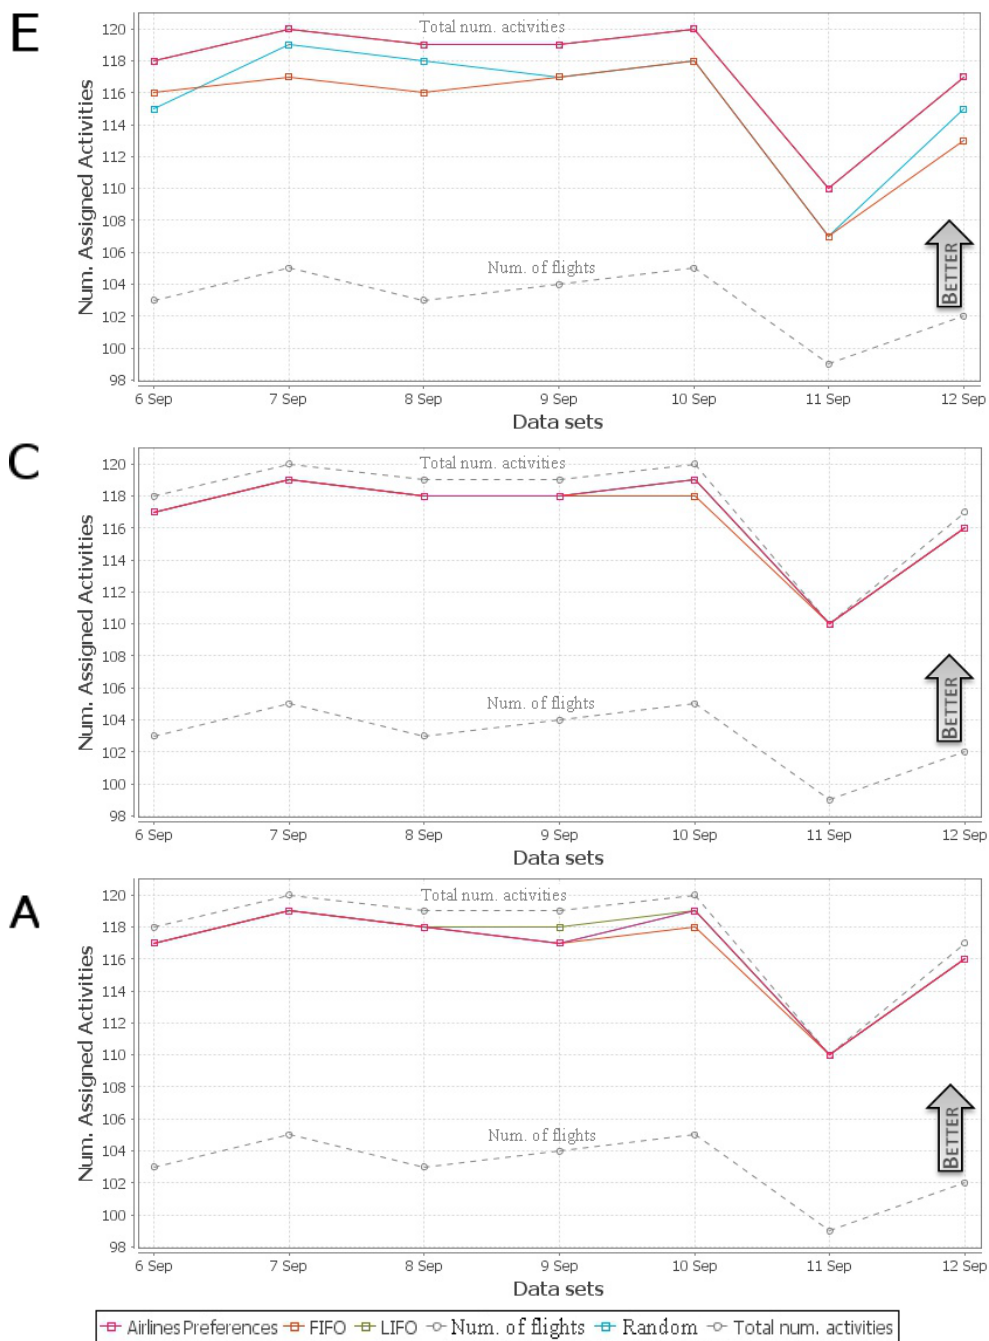 E
Num. Assigned Activities
120
118
116
114
112
110
108
106
104
102
100
98
Total num. activities
Num. of flights
BETTER
6 Sep 7 Sep 8 Sep 9 Sep 10 Sep 11 Sep 12 Sep
Data sets
C
Num. Assigned Activities
120
118
116
114
112
110
108
106
104
102
100
98
Total num. activities
Num. of flights
BETTER
6 Sep 7 Sep 8 Sep 9 Sep 10 Sep 11 Sep 12 Sep
Data sets
A
Num. Assigned Activities
120
118
116
114
112
110
108
106
104
102
100
98
Total num. activities
Num. of flights
BETTER
6 Sep 7 Sep 8 Sep 9 Sep 10 Sep 11 Sep 12 Sep
Data sets
Airlines Preferences FIFO LIFO Num. of flights Random Total num. activities